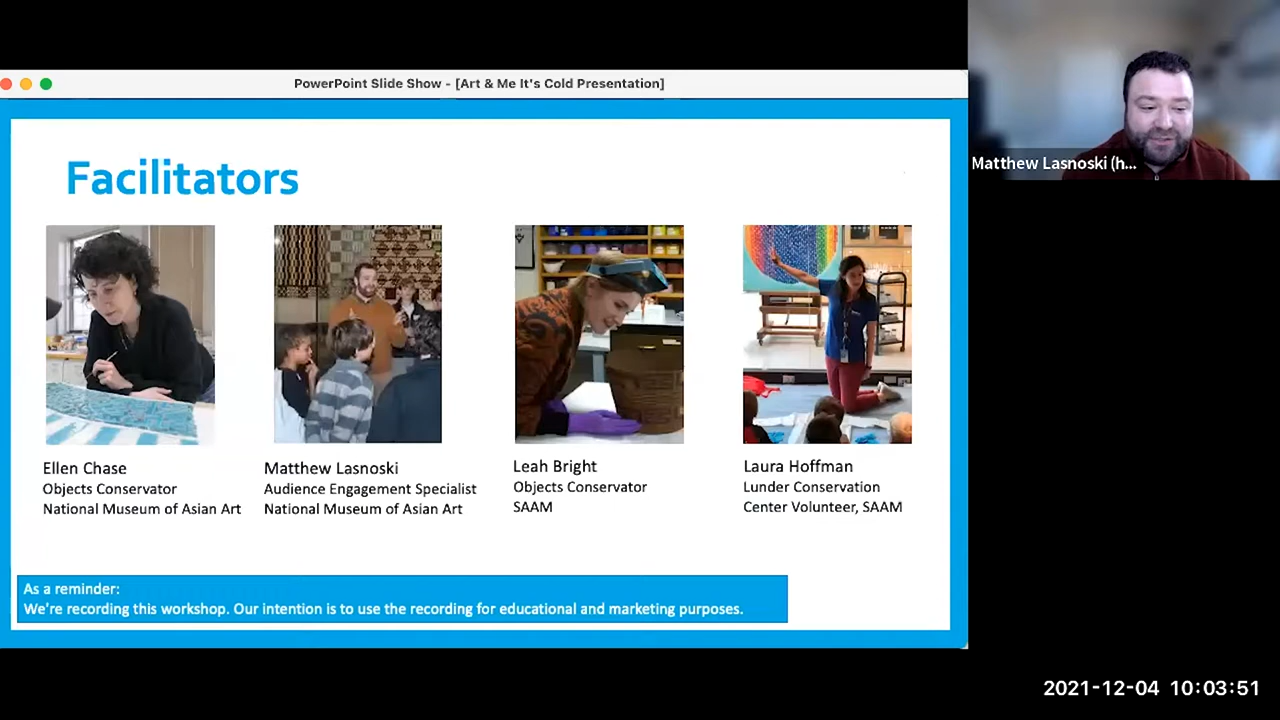 PowerPoint Slide Show - [Art & Me It's Cold Presentation]
Matthew Lasnoski (h...
Facilitators
Ellen Chase
Objects Conservator
National Museum of Asian Art
Matthew Lasnoski
Audience Engagement Specialist
National Museum of Asian Art
Leah Bright
Objects Conservator
SAAM
Laura Hoffman
Lunder Conservation
Center Volunteer, SAAM
As a reminder:
We're recording this workshop. Our intention is to use the recording for educational and marketing purposes.
2021-12-04 10:03:51